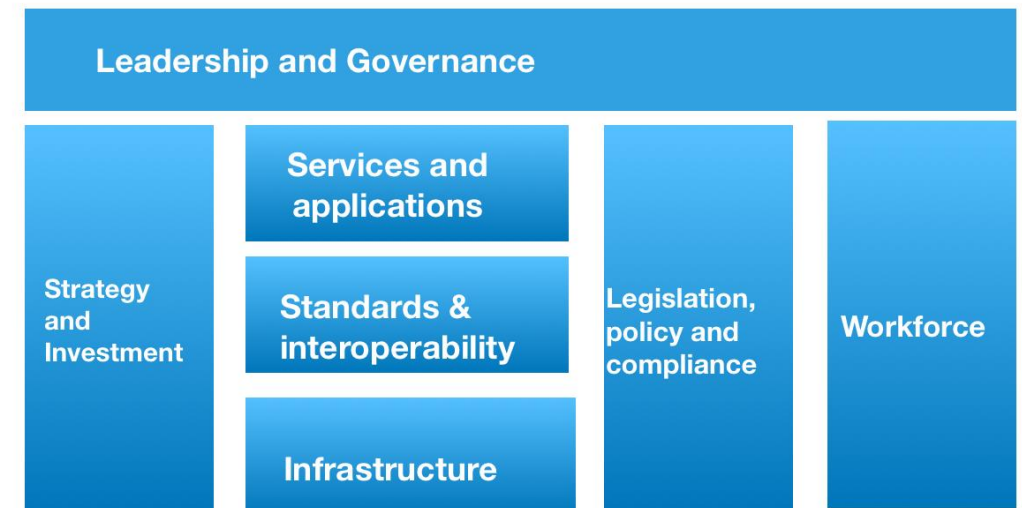 Leadership and Governance
Services and
applications
Strategy
and
Investment
Standards &
interoperability
Legislation,
policy and
compliance
Workforce
Infrastructure